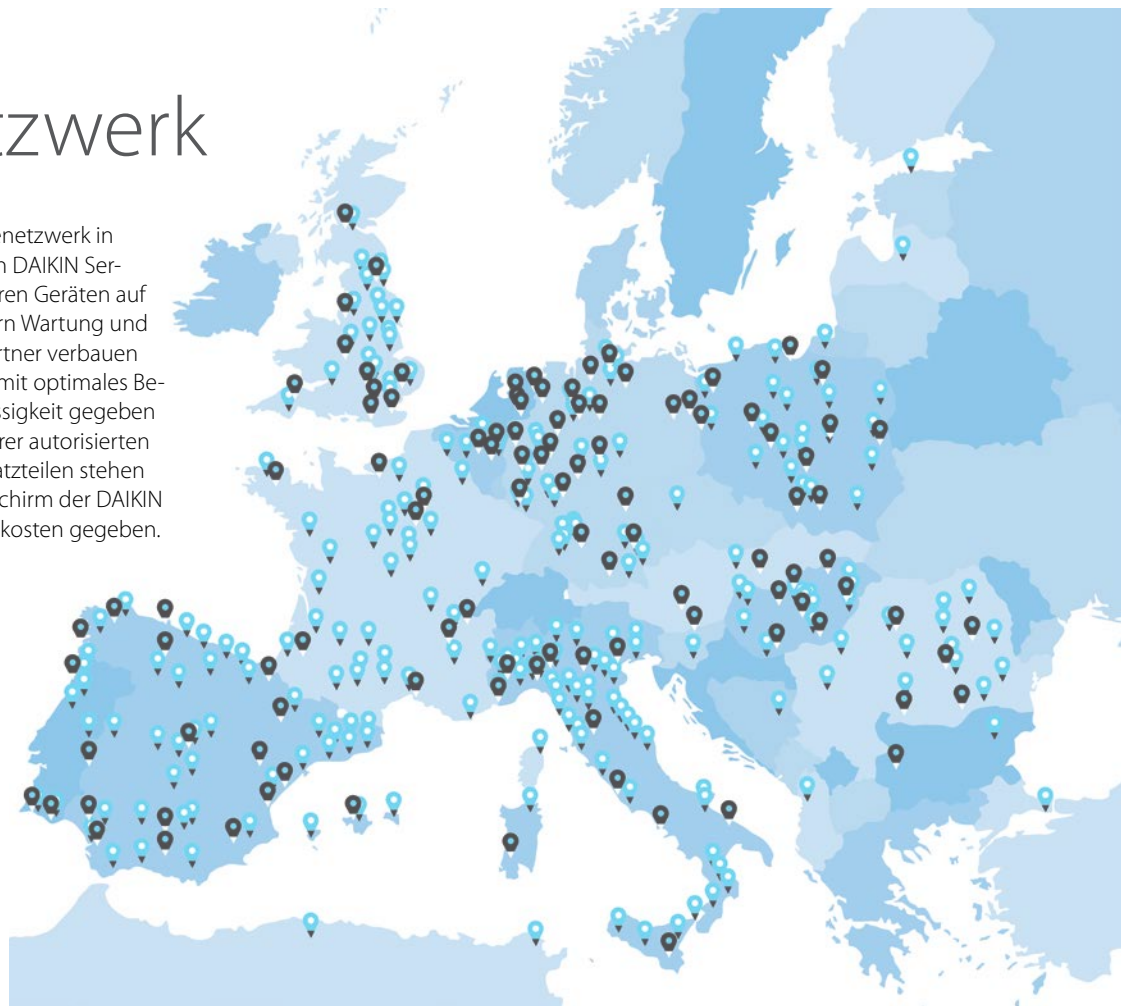 tzwerk
enetzwerk in
n DAIKIN Ser-
ren Geräten auf
rn Wartung und
rtner verbauen
mit optimales Be-
ssigkeit gegeben
rer autorisierten
atzteilen stehen
chirm der DAIKIN
kosten gegeben.